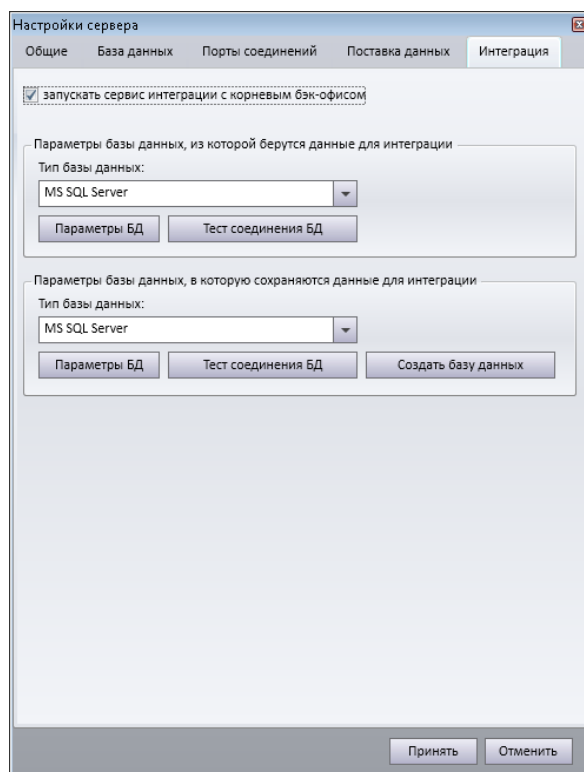 Настройки сервера
Общие База данных Порты соединений Поставка данных Интеграция
запускать сервис интеграции с корневым бэк-офисом
Параметры базы данных, из которой берутся данные для интеграции
Тип базы данных:
MS SQL Server
Параметры БД Тест соединения БД
Параметры базы данных, в которую сохраняются данные для интеграции
Тип базы данных:
MS SQL Server
Параметры БД Тест соединения БД Создать базу данных
Принять Отменить